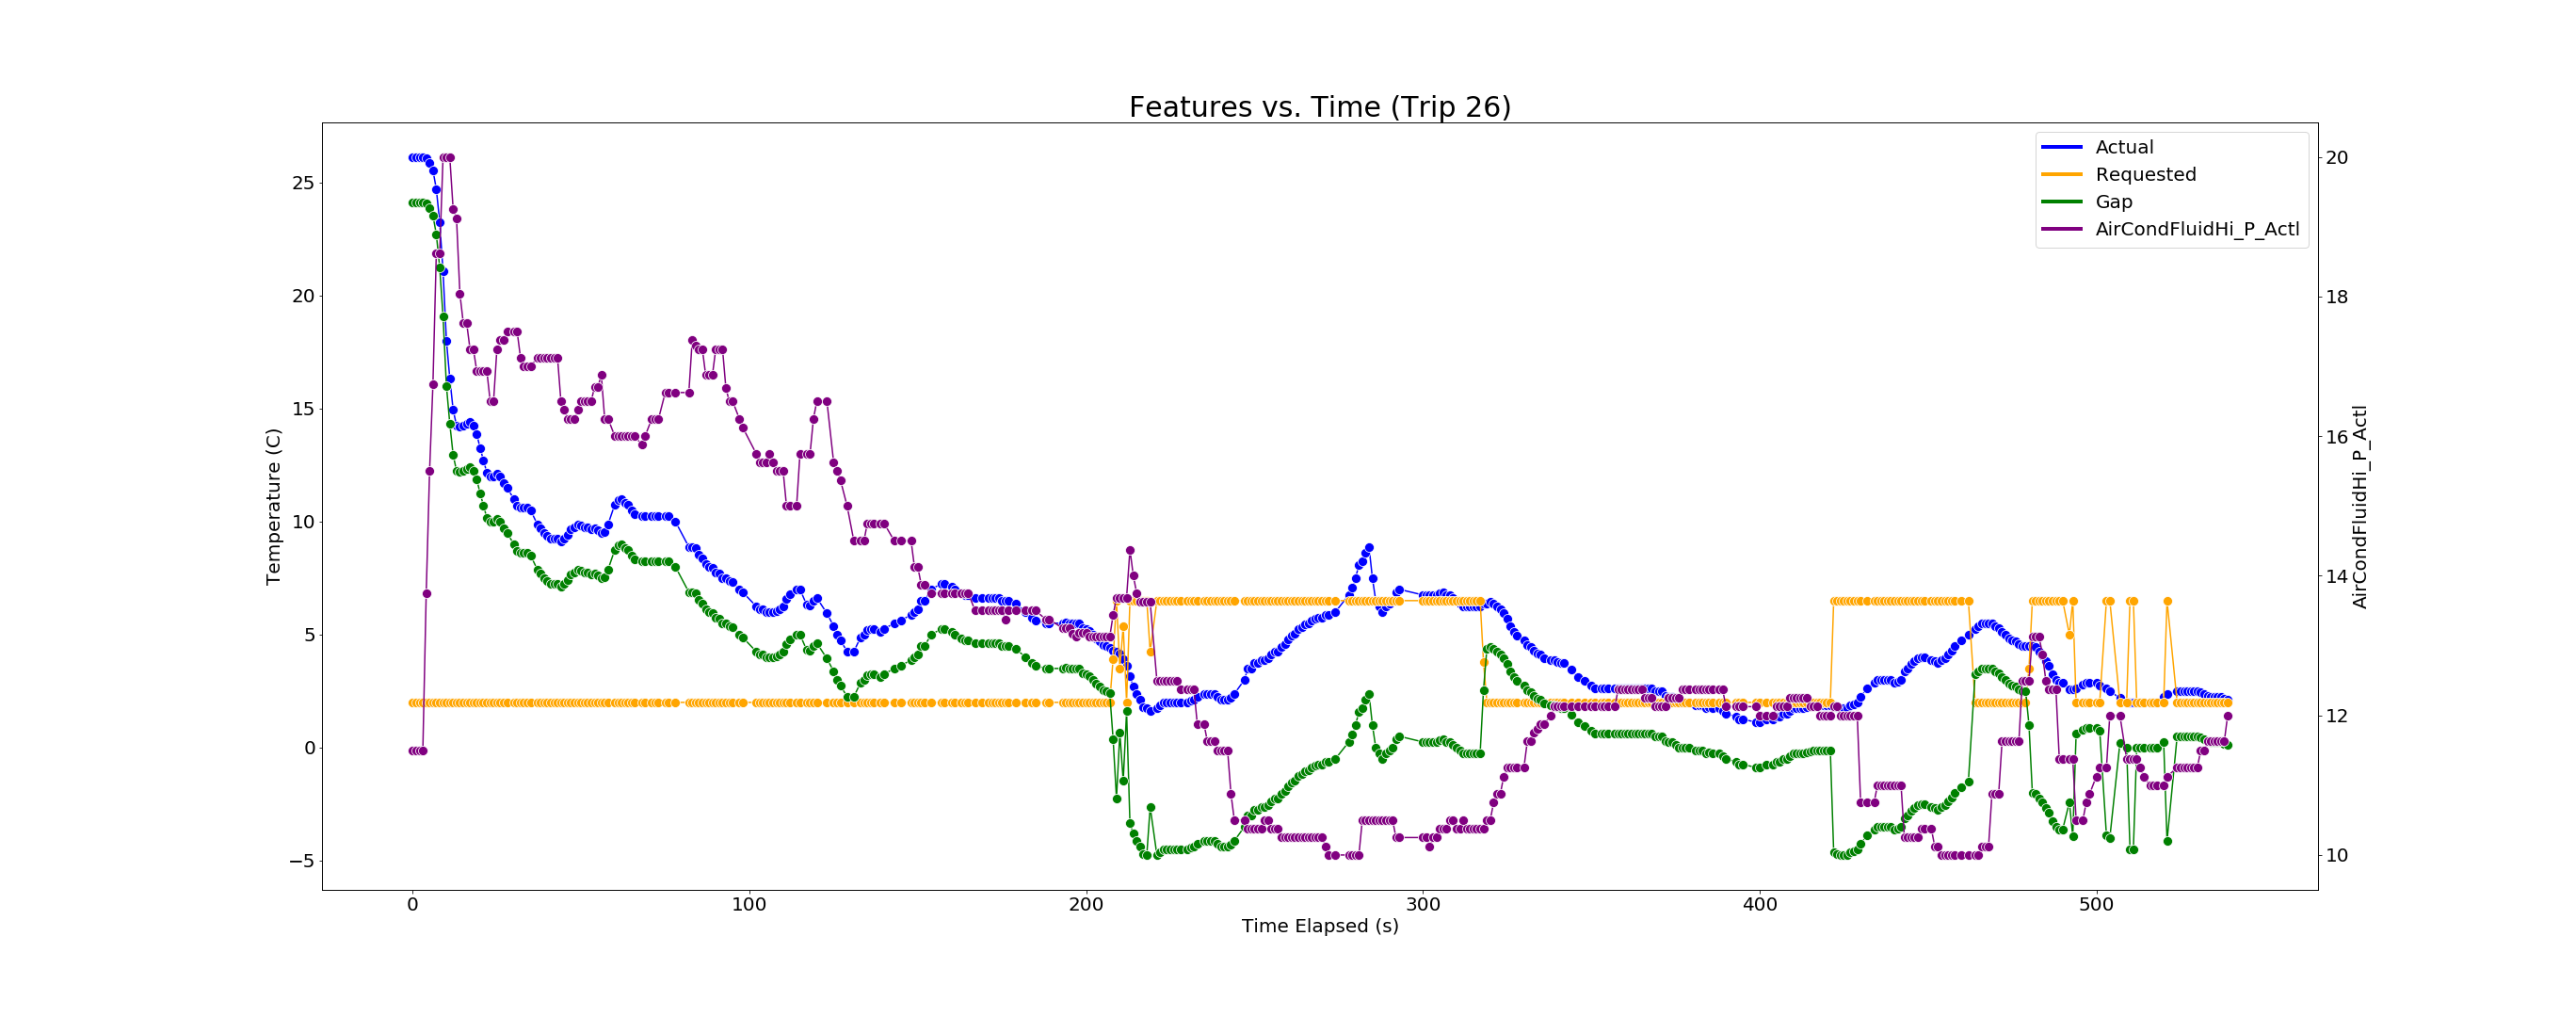 Features vs. Time (Trip 26)
Actual
Requested
Gap
AirCondFluidHi_P_Actl
Temperature (C)
25
20
15
10
5
0
−5
20
18
16
14
12
10
AirCondFluidHi_P_Actl
0 100 200 300 400 500
Time Elapsed (s)